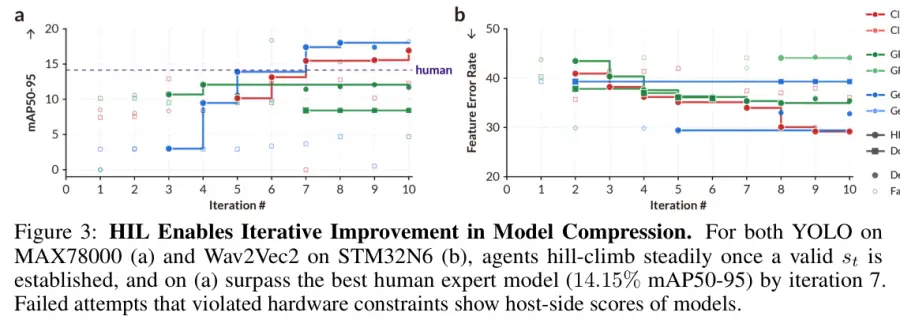 a
b
20
15
10
5
0
mAP50-95
human
0 1 2 3 4 5 6 7 8 9 10
Iteration #
50
40
30
20
Feature Error Rate
0 1 2 3 4 5 6 7 8 9 10
Iteration #
Figure 3: HIL Enables Iterative Improvement in Model Compression. For both YOLO on
MAX78000 (a) and Wav2Vec2 on STM32N6 (b), agents hill-climb steadily once a valid sₜ is
established, and on (a) surpass the best human expert model (14.15% mAP50-95) by iteration 7.
Failed attempts that violated hardware constraints show host-side scores of models.